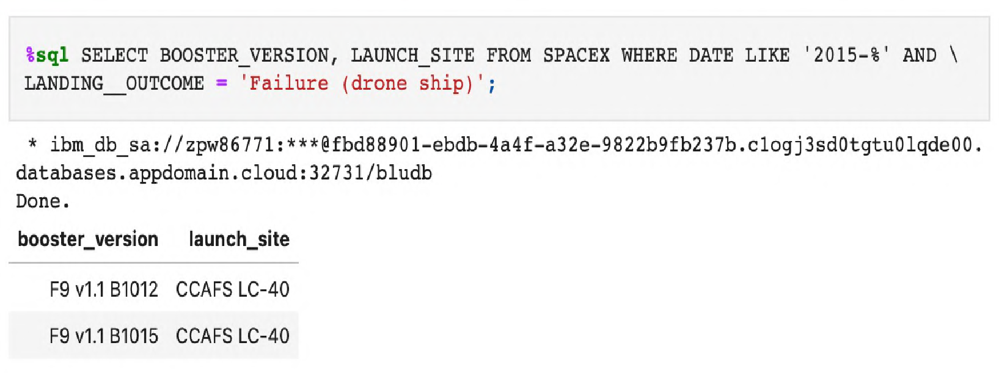 %sql SELECT BOOSTER_VERSION, LAUNCH_SITE FROM SPACEX WHERE DATE LIKE '2015-%' AND \
LANDING__OUTCOME = 'Failure (drone ship)';
* ibm_db_sa://zpw86771:***@fbd88901-ebdb-4a4f-a32e-9822b9fb237b.c1ogj3sd0tgtu0lqde00.
databases.appdomain.cloud:32731/bludb
Done.
booster_version launch_site
F9 v1.1 B1012 CCAFS LC-40
F9 v1.1 B1015 CCAFS LC-40